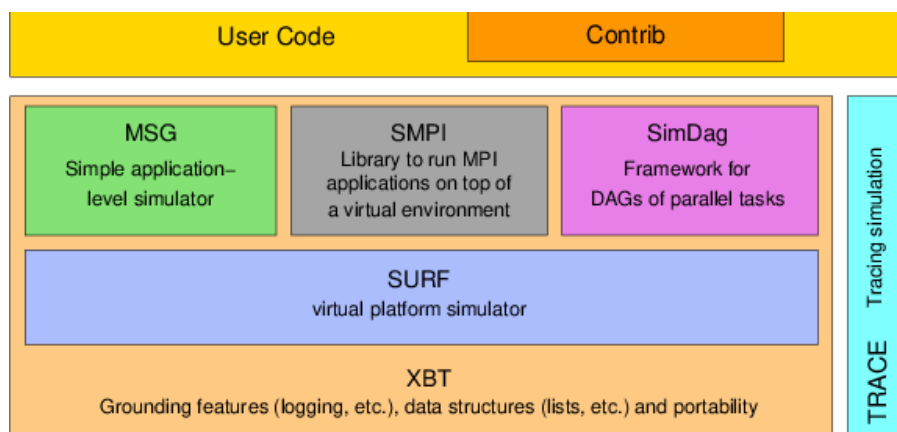 User Code
Contrib
MSG
Simple application–
level simulator
SMPI
Library to run MPI
applications on top of
a virtual environment
SimDag
Framework for
DAGs of parallel tasks
SURF
virtual platform simulator
XBT
Grounding features (logging, etc.), data structures (lists, etc.) and portability
TRACE Tracing simulation